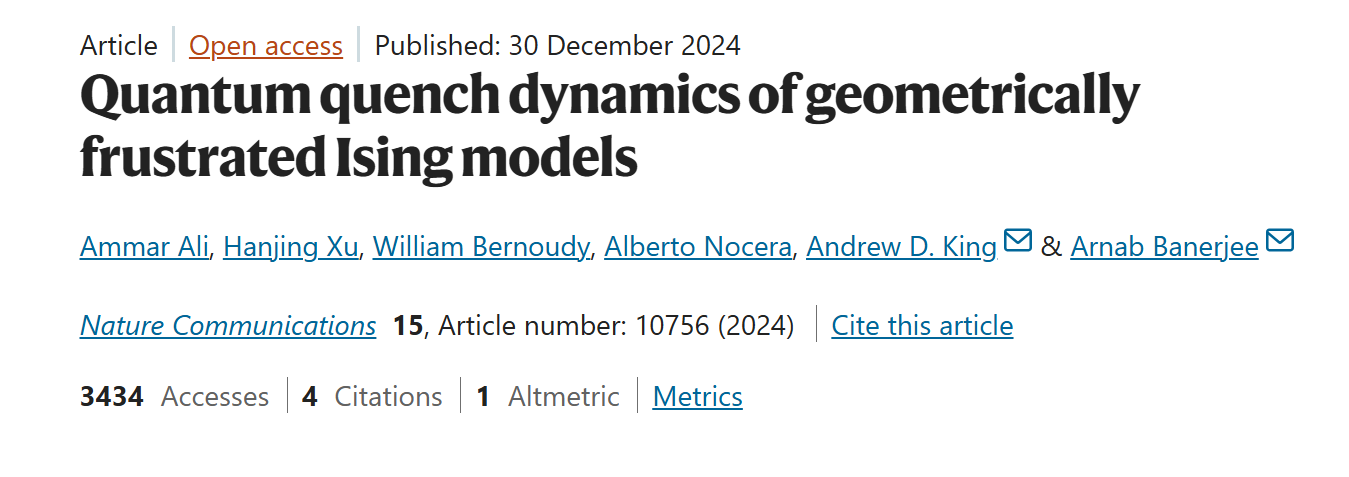 Article Open access Published: 30 December 2024
Quantum quench dynamics of geometrically
frustrated Ising models
Ammar Ali, Hanjing Xu, William Bernoudy, Alberto Nocera, Andrew D. King & Arnab Banerjee
Nature Communications 15, Article number: 10756 (2024) Cite this article
3434 Accesses 4 Citations 1 Altmetric Metrics